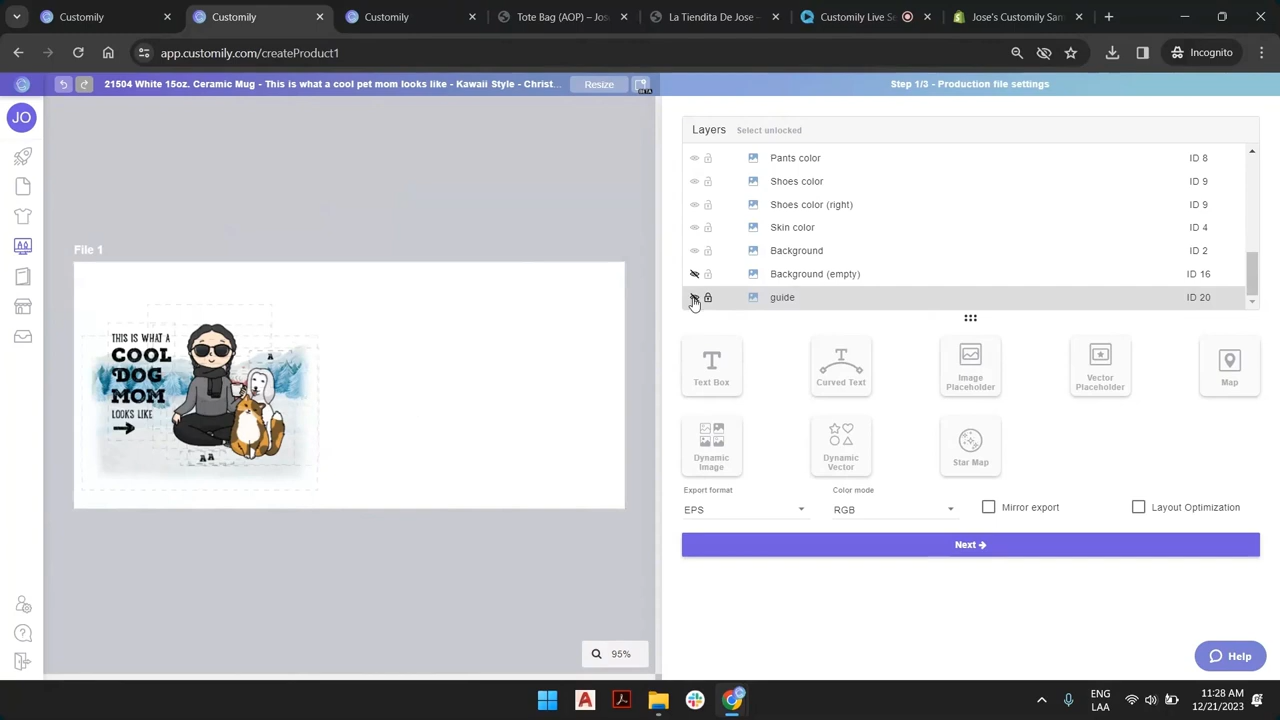 Customily
Customily
Customily
Tote Bag (AOP) – Jos
La Tiendita De Jose –
Customily Live Se
Jose's Customily Sam
app.customily.com/createProduct1
Incognito
21504 White 15oz. Ceramic Mug - This is what a cool pet mom looks like - Kawaii Style - Christ...
Resize
BETA
Step 1/3 - Production file settings
JO
Layers
Select unlocked
Pants color
ID 8
Shoes color
ID 9
Shoes color (right)
ID 9
Skin color
ID 4
Background
ID 2
Background (empty)
ID 16
guide
ID 20
File 1
THIS IS WHAT A
COOL
DOG
MOM
LOOKS LIKE
A
A A
Text Box
Curved Text
Image
Placeholder
Vector
Placeholder
Map
Dynamic
Image
Dynamic
Vector
Star Map
Export format
EPS
Color mode
RGB
Mirror export
Layout Optimization
Next
95%
Help
ENG
LAA
11:28 AM
12/21/2023